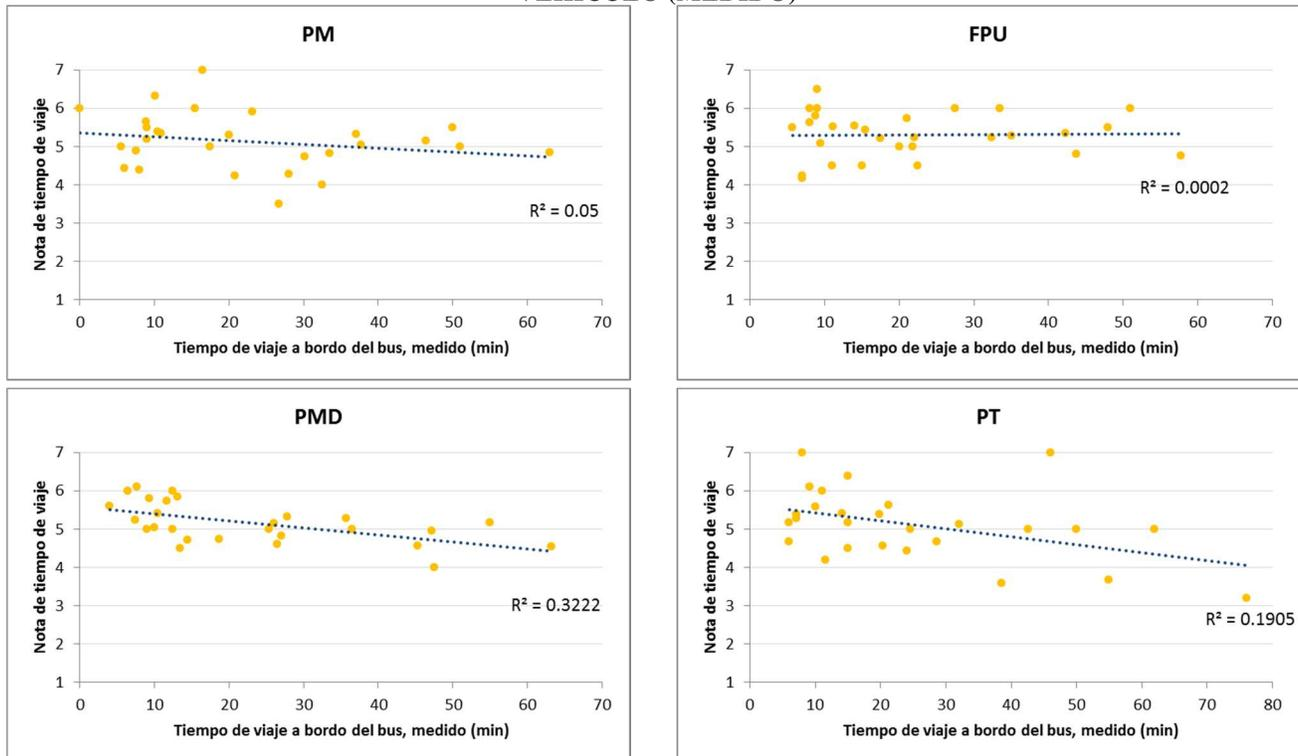 PM
7
6
5
4
3
2
1
Nota de tiempo de viaje
R² = 0.05
0 10 20 30 40 50 60 70
Tiempo de viaje a bordo del bus, medido (min)
FPU
7
6
5
4
3
2
1
Nota de tiempo de viaje
R² = 0.0002
0 10 20 30 40 50 60 70
Tiempo de viaje a bordo del bus, medido (min)
PMD
7
6
5
4
3
2
1
Nota de tiempo de viaje
R² = 0.3222
0 10 20 30 40 50 60 70
Tiempo de viaje a bordo del bus, medido (min)
PT
7
6
5
4
3
2
1
Nota de tiempo de viaje
R² = 0.1905
0 10 20 30 40 50 60 70 80
Tiempo de viaje a bordo del bus, medido (min)